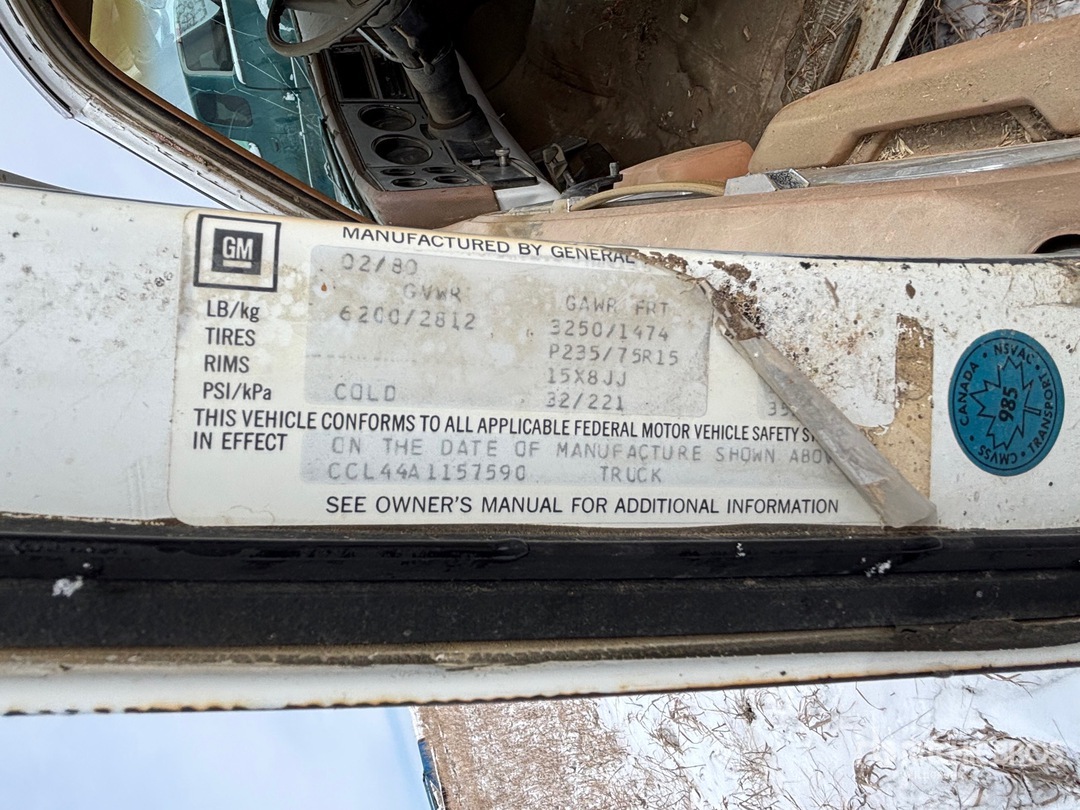 GM
MANUFACTURED BY GENERAL
02/80
GVWR GAWR FRT
LB/kg 6200/2812 3250/1474
TIRES P235/75R15
RIMS 15X8JJ
PSI/kPa COLD 32/221 35
THIS VEHICLE CONFORMS TO ALL APPLICABLE FEDERAL MOTOR VEHICLE SAFETY
IN EFFECT ON THE DATE OF MANUFACTURE SHOWN ABOV
CCL44A1157590 TRUCK
SEE OWNER'S MANUAL FOR ADDITIONAL INFORMATION
CANADA • NSVAC •
985
CMVSS • TRANSPORT